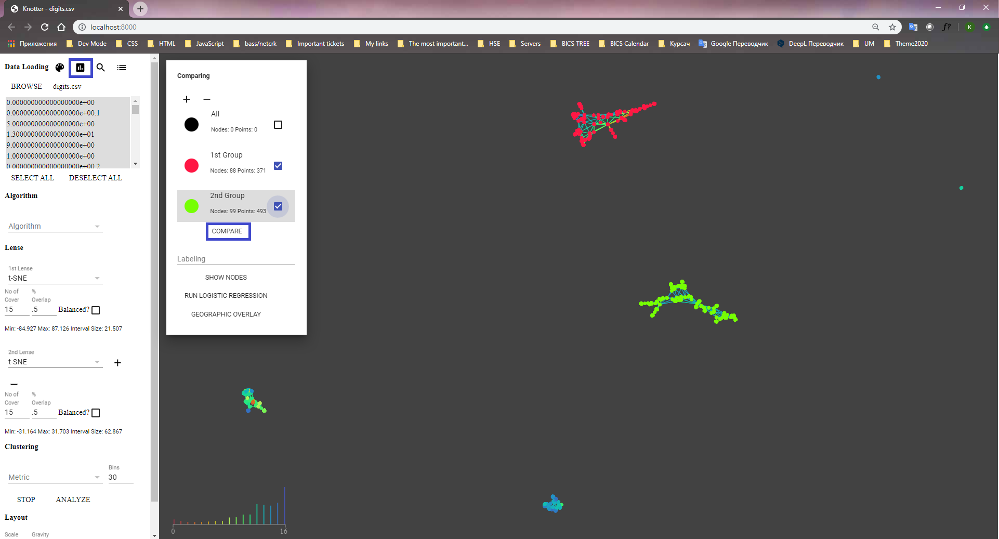 Knotter - digits.csv
localhost:8000
f?
K
Приложения
Dev Mode
CSS
HTML
JavaScript
bass/netcrk
Important tickets
My links
The most important...
HSE
Servers
BICS TREE
BICS Calendar
Курсач
Google Переводчик
DeepL Переводчик
UM
Theme2020
Data Loading
BROWSE digits.csv
0.000000000000000000e+00
0.000000000000000000e+00.1
5.000000000000000000e+00
1.300000000000000000e+01
9.000000000000000000e+00
1.000000000000000000e+00
0.000000000000000000e+00.2
SELECT ALL DESELECT ALL
Algorithm
Algorithm
Lense
1st Lense
t-SNE
No of %
Cover Overlap
15 .5 Balanced?
Min: -84.927 Max: 87.126 Interval Size: 21.507
2nd Lense
t-SNE
No of %
Cover Overlap
15 .5 Balanced?
Min: -31.164 Max: 31.703 Interval Size: 62.867
Clustering
Bins
Metric 30
STOP ANALYZE
Layout
Scale Gravity
Comparing
All
Nodes: 0 Points: 0
1st Group
Nodes: 88 Points: 371
2nd Group
Nodes: 99 Points: 493
COMPARE
Labeling
SHOW NODES
RUN LOGISTIC REGRESSION
GEOGRAPHIC OVERLAY
0 16